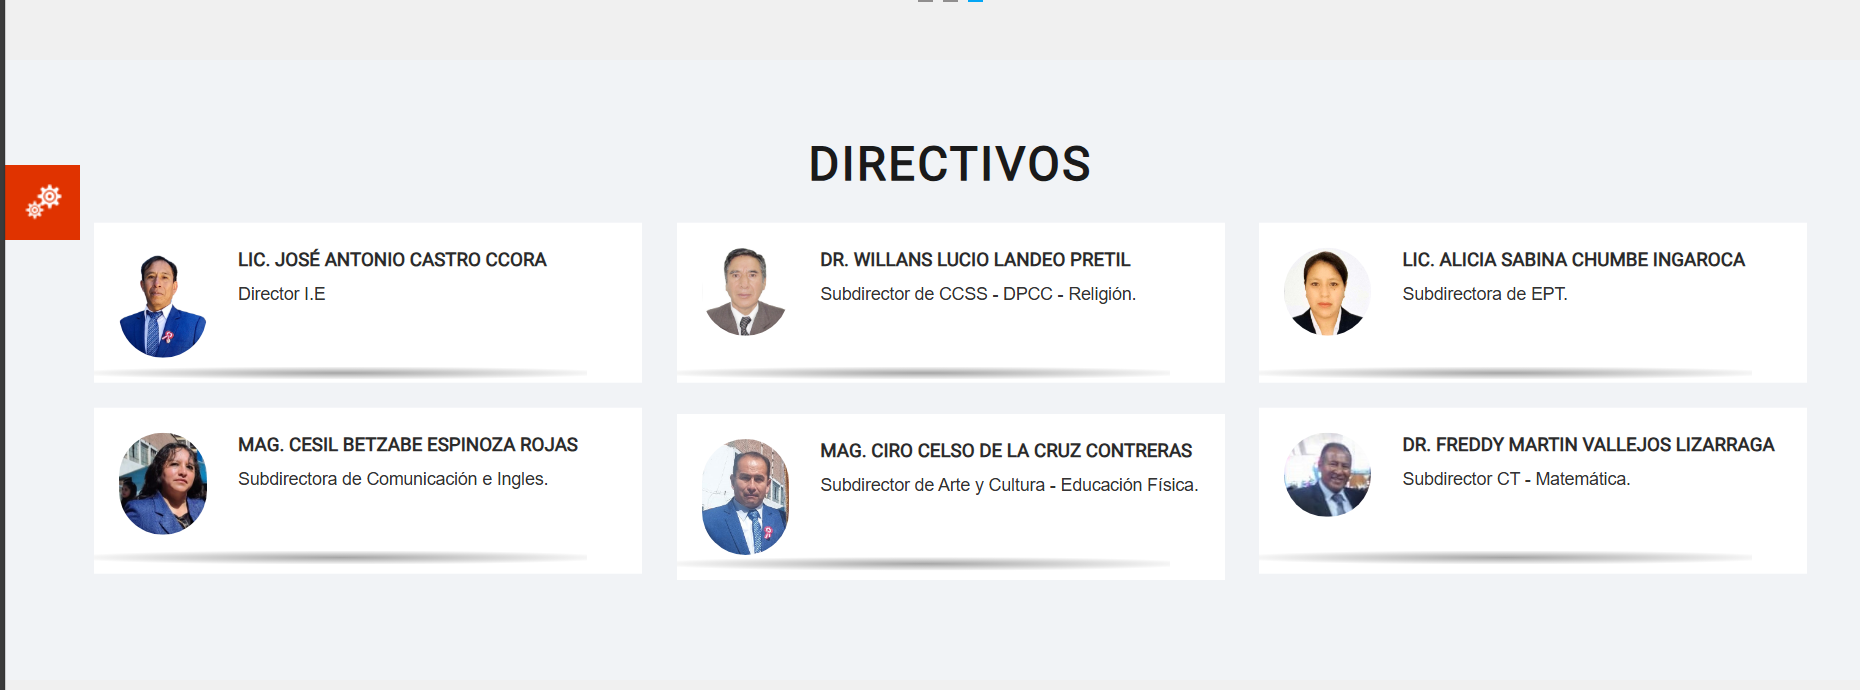 DIRECTIVOS
LIC. JOSÉ ANTONIO CASTRO CCORA
Director I.E
DR. WILLANS LUCIO LANDEO PRETIL
Subdirector de CCSS - DPCC - Religión.
LIC. ALICIA SABINA CHUMBE INGAROCA
Subdirectora de EPT.
MAG. CESIL BETZABE ESPINOZA ROJAS
Subdirectora de Comunicación e Ingles.
MAG. CIRO CELSO DE LA CRUZ CONTRERAS
Subdirector de Arte y Cultura - Educación Física.
DR. FREDDY MARTIN VALLEJOS LIZARRAGA
Subdirector CT - Matemática.